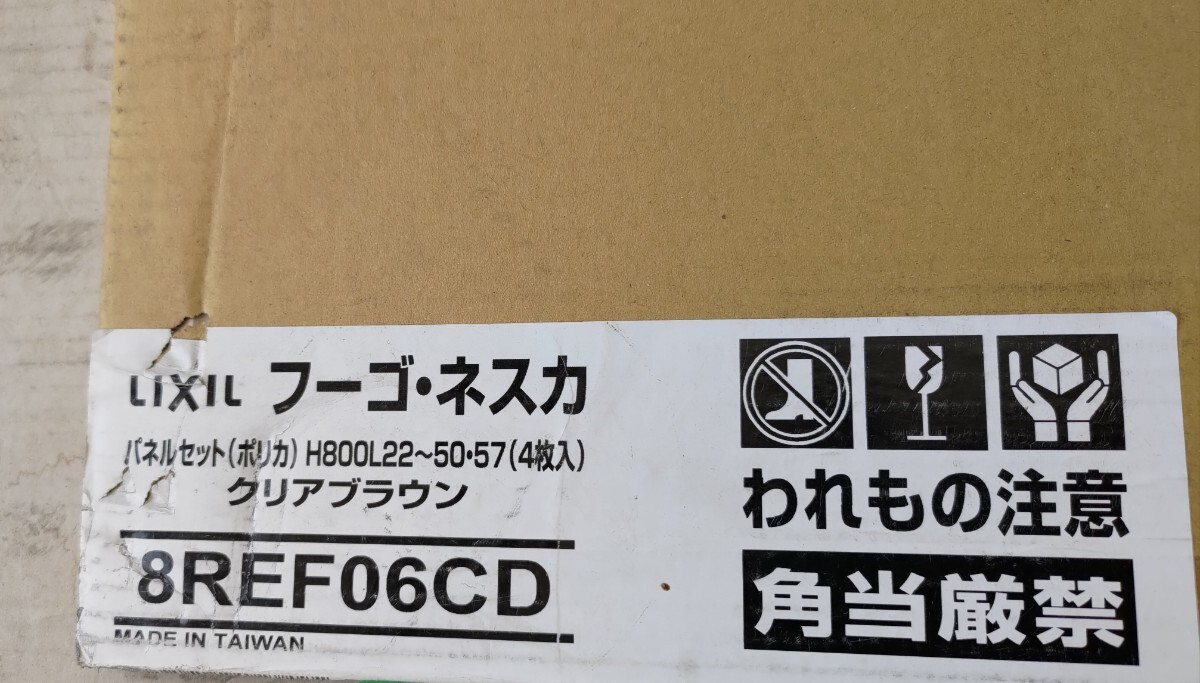 LIXIL フーゴ・ネスカ
パネルセット(ポリカ) H800L22～50・57(4枚入)
クリアブラウン
8REF06CD
MADE IN TAIWAN
われもの注意
角当厳禁